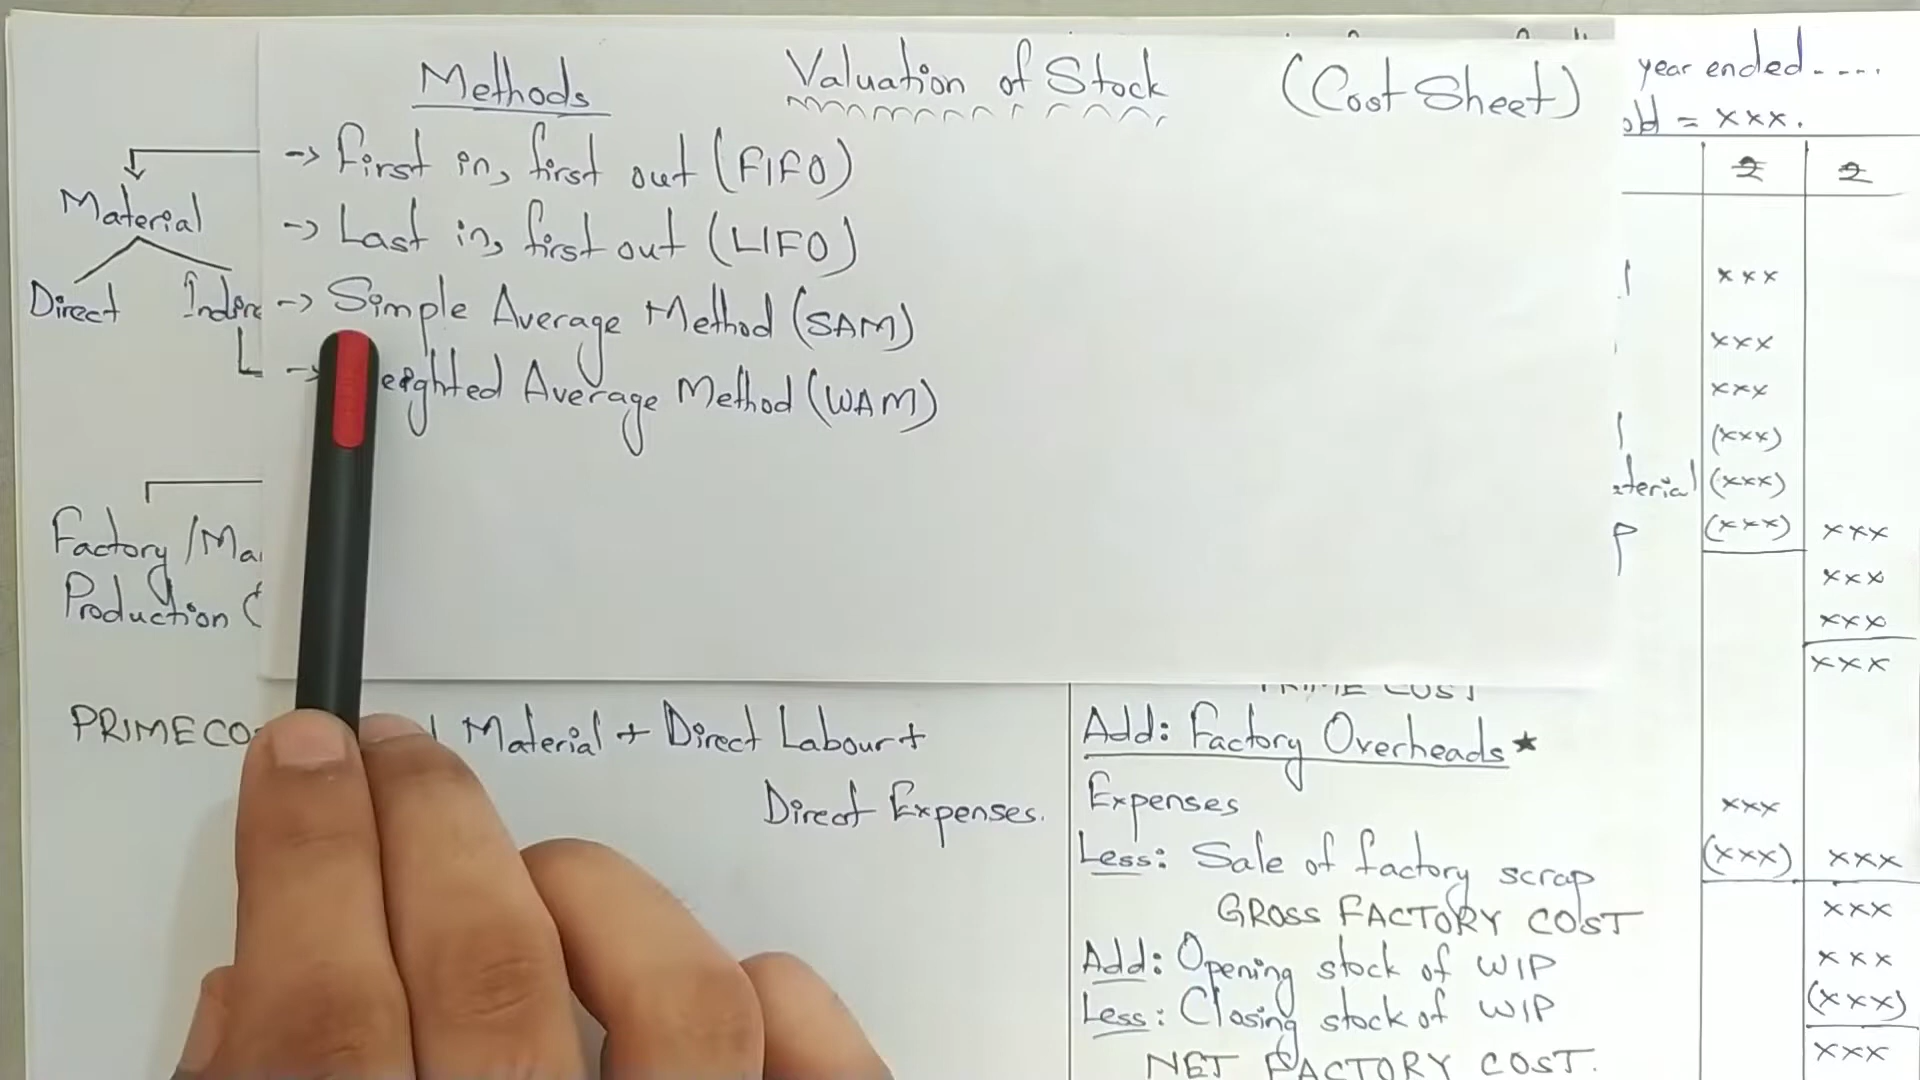 Methods
Valuation of Stock
(Cost Sheet)
-> First in, first out (FIFO)
-> Last in, first out (LIFO)
-> Simple Average Method (SAM)
-> Average Method (WAM)
Material
Direct
Factory /
Production
Material + Direct Labour +
Direct Expenses.
year ended....
= xxx.
₹ ₹
xxx
xxx
xxx
(xxx)
(xxx)
(xxx) xxx
xxx
xxx
xxx
PRIME COST
Add: Factory Overheads★
Expenses xxx
Less: Sale of factory scrap (xxx) xxx
GROSS FACTORY COST xxx
Add: Opening stock of WIP xxx
Less: Closing stock of WIP (xxx)
NET FACTORY COST. xxx